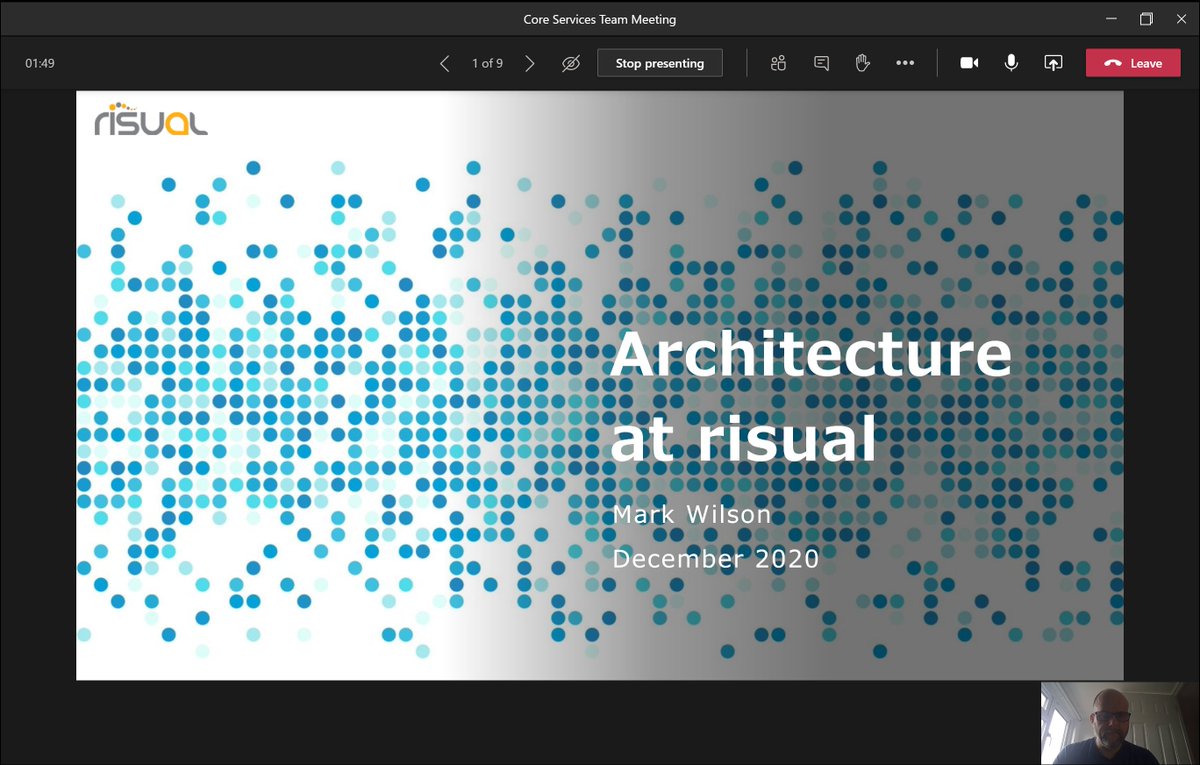 Core Services Team Meeting
01:49
1 of 9
Stop presenting
Leave
risual
Architecture
at risual
Mark Wilson
December 2020